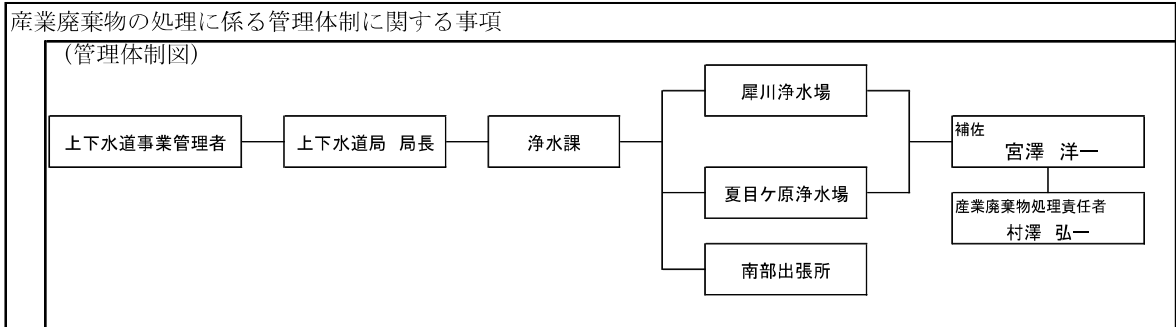 産業廃棄物の処理に係る管理体制に関する事項
(管理体制図)
上下水道事業管理者
上下水道局 局長
浄水課
犀川浄水場
夏目ケ原浄水場
南部出張所
補佐
宮澤 洋一
産業廃棄物処理責任者
村澤 弘一